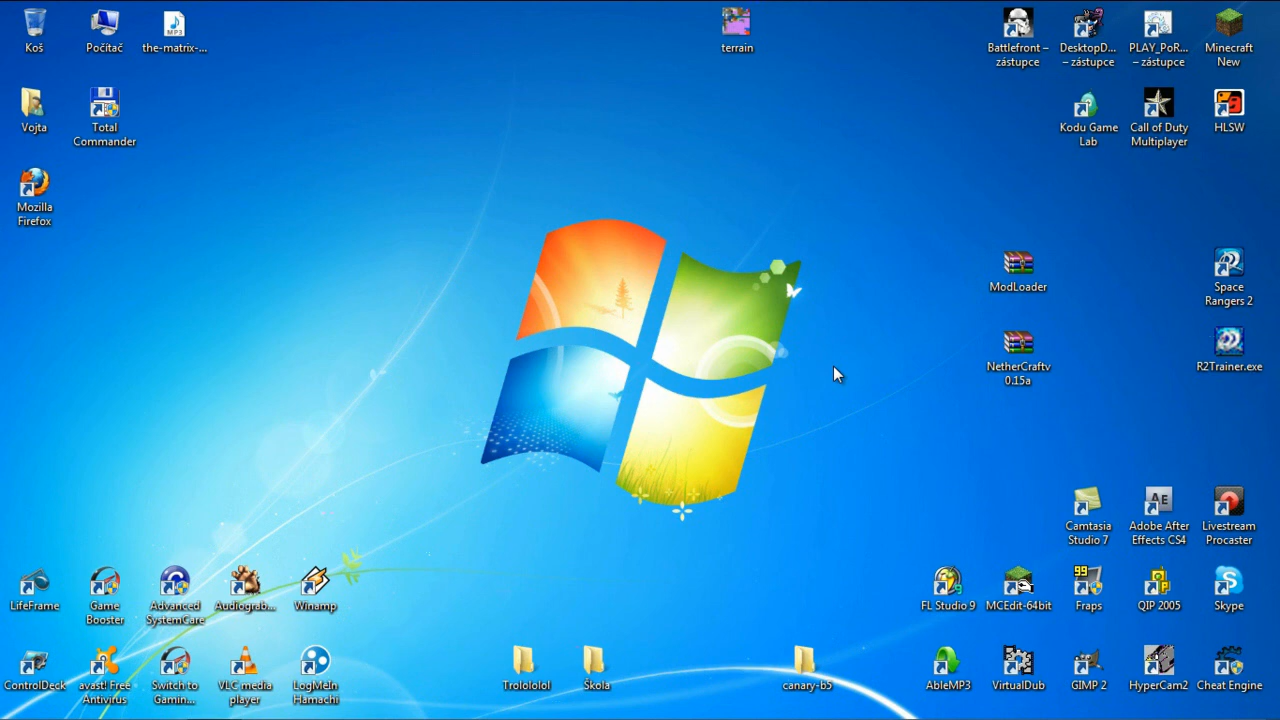 Koš
Počítač
the-matrix-...
terrain
Battlefront –
zástupce
DesktopD...
– zástupce
PLAY_PoR...
– zástupce
Minecraft
New
Vojta
Total
Commander
Kodu Game
Lab
Call of Duty
Multiplayer
HLSW
Mozilla
Firefox
ModLoader
Space
Rangers 2
NetherCraftv
0.15a
R2Trainer.exe
Camtasia
Studio 7
Adobe After
Effects CS4
Livestream
Procaster
LifeFrame
Game
Booster
Advanced
SystemCare
Audiograb...
Winamp
FL Studio 9
MCEdit-64bit
Fraps
QIP 2005
Skype
ControlDeck
avast! Free
Antivirus
Switch to
Gamin...
VLC media
player
LogMeIn
Hamachi
Trolololol
Škola
canary-b5
AbleMP3
VirtualDub
GIMP 2
HyperCam2
Cheat Engine